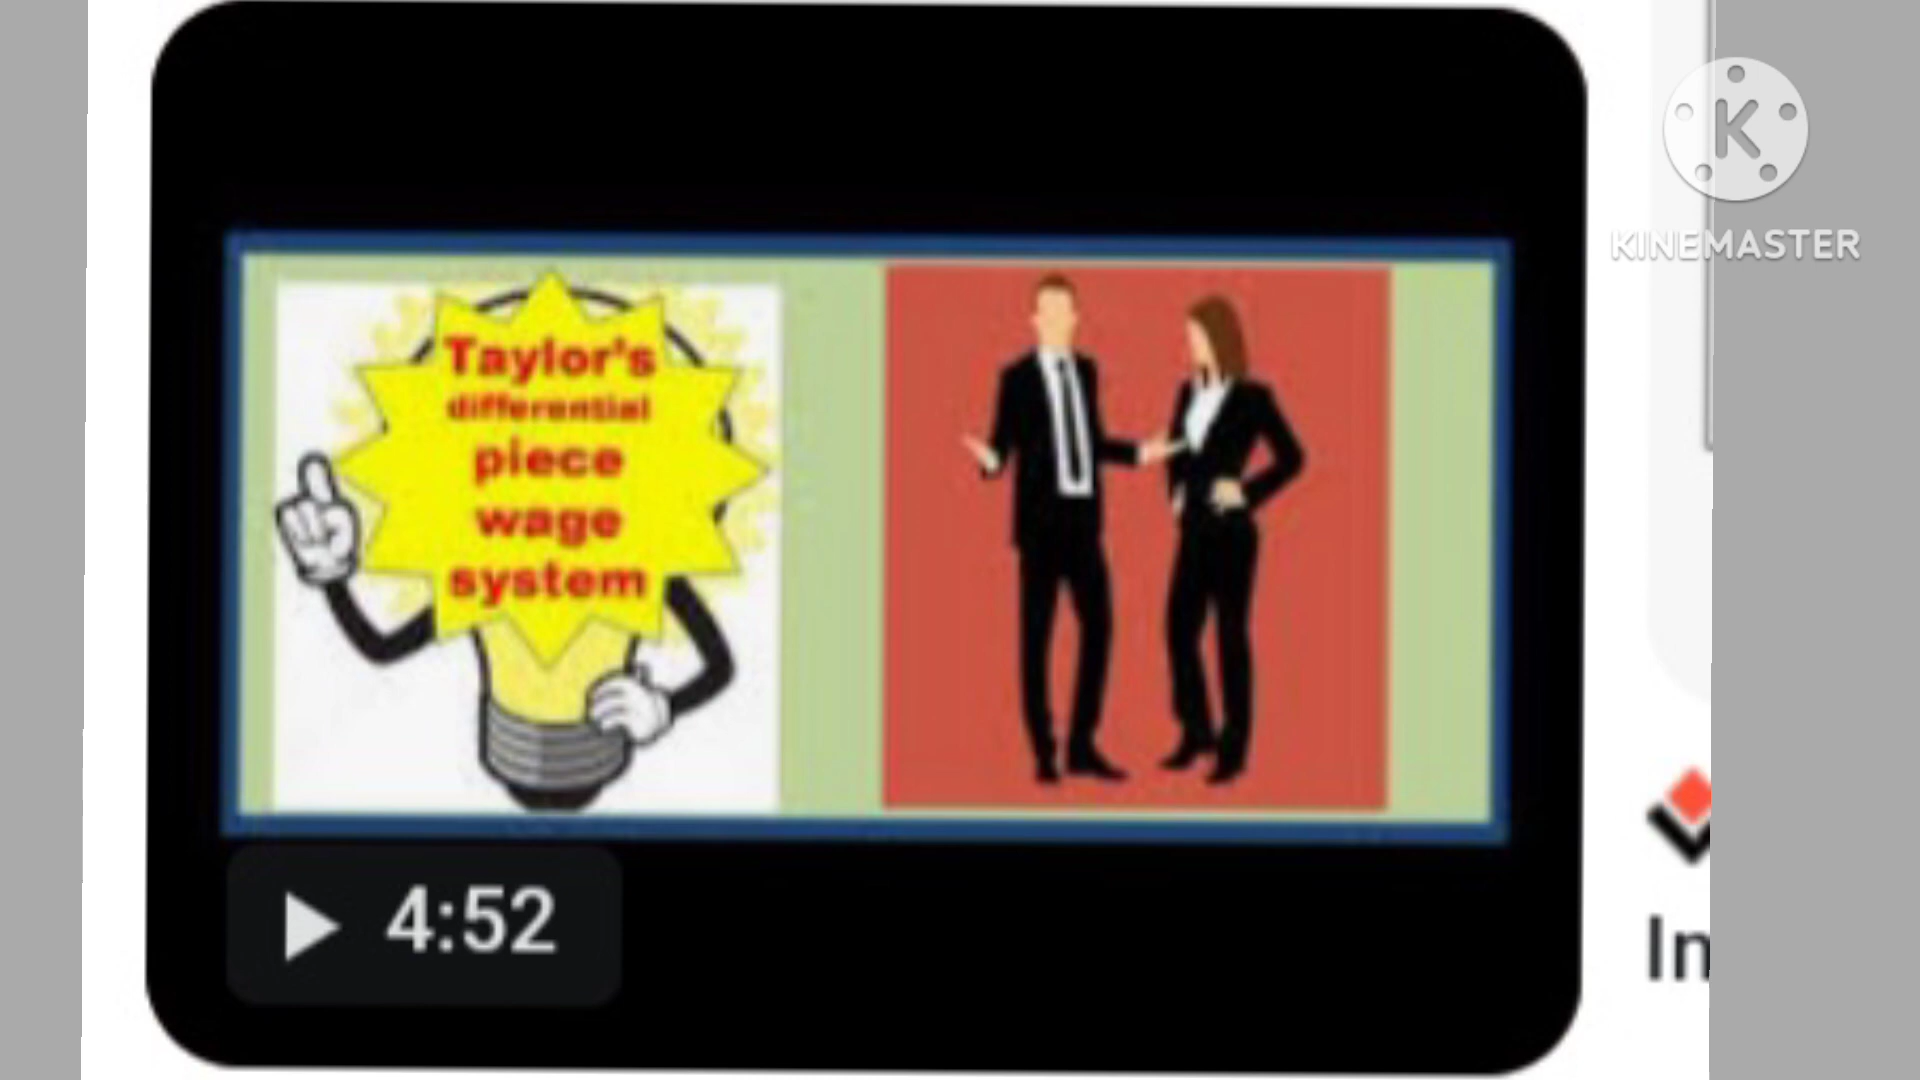 K
KINEMASTER
Taylor's
differential
piece
wage
system
4:52
In